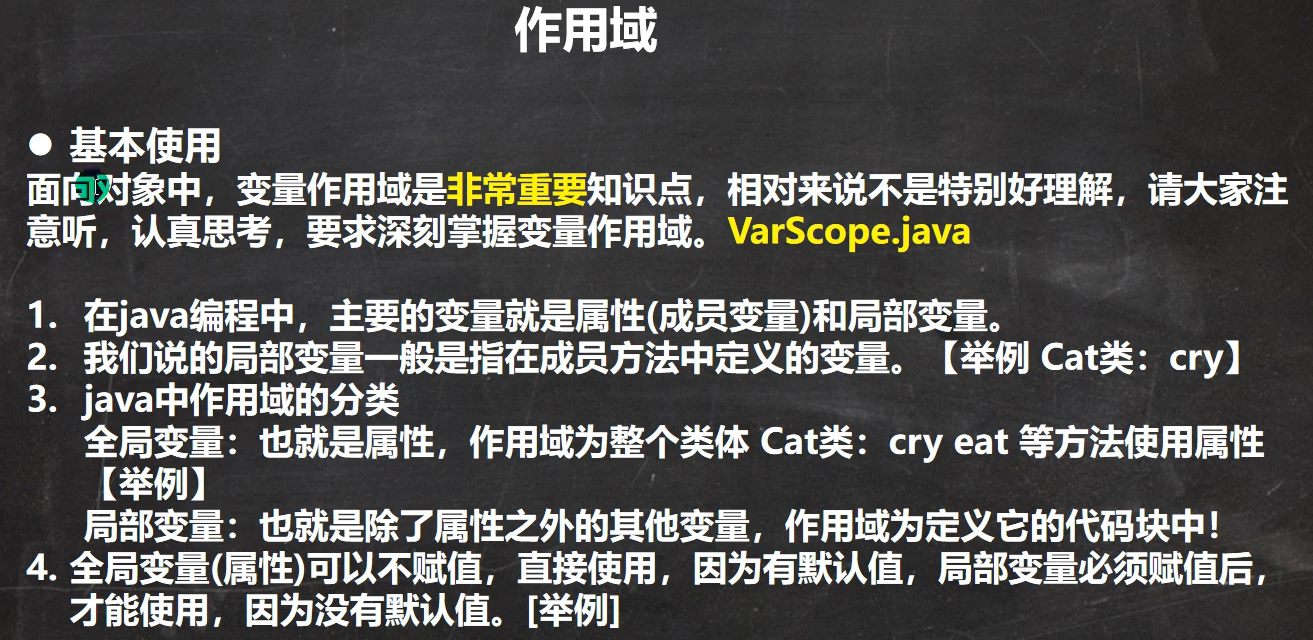 作用域
● 基本使用
面向对象中，变量作用域是非常重要知识点，相对来说不是特别好理解，请大家注
意听，认真思考，要求深刻掌握变量作用域。VarScope.java
1. 在java编程中，主要的变量就是属性(成员变量)和局部变量。
2. 我们说的局部变量一般是指在成员方法中定义的变量。【举例 Cat类：cry】
3. java中作用域的分类
全局变量：也就是属性，作用域为整个类体 Cat类：cry eat 等方法使用属性
【举例】
局部变量：也就是除了属性之外的其他变量，作用域为定义它的代码块中！
4. 全局变量(属性)可以不赋值，直接使用，因为有默认值，局部变量必须赋值后，
才能使用，因为没有默认值。[举例]